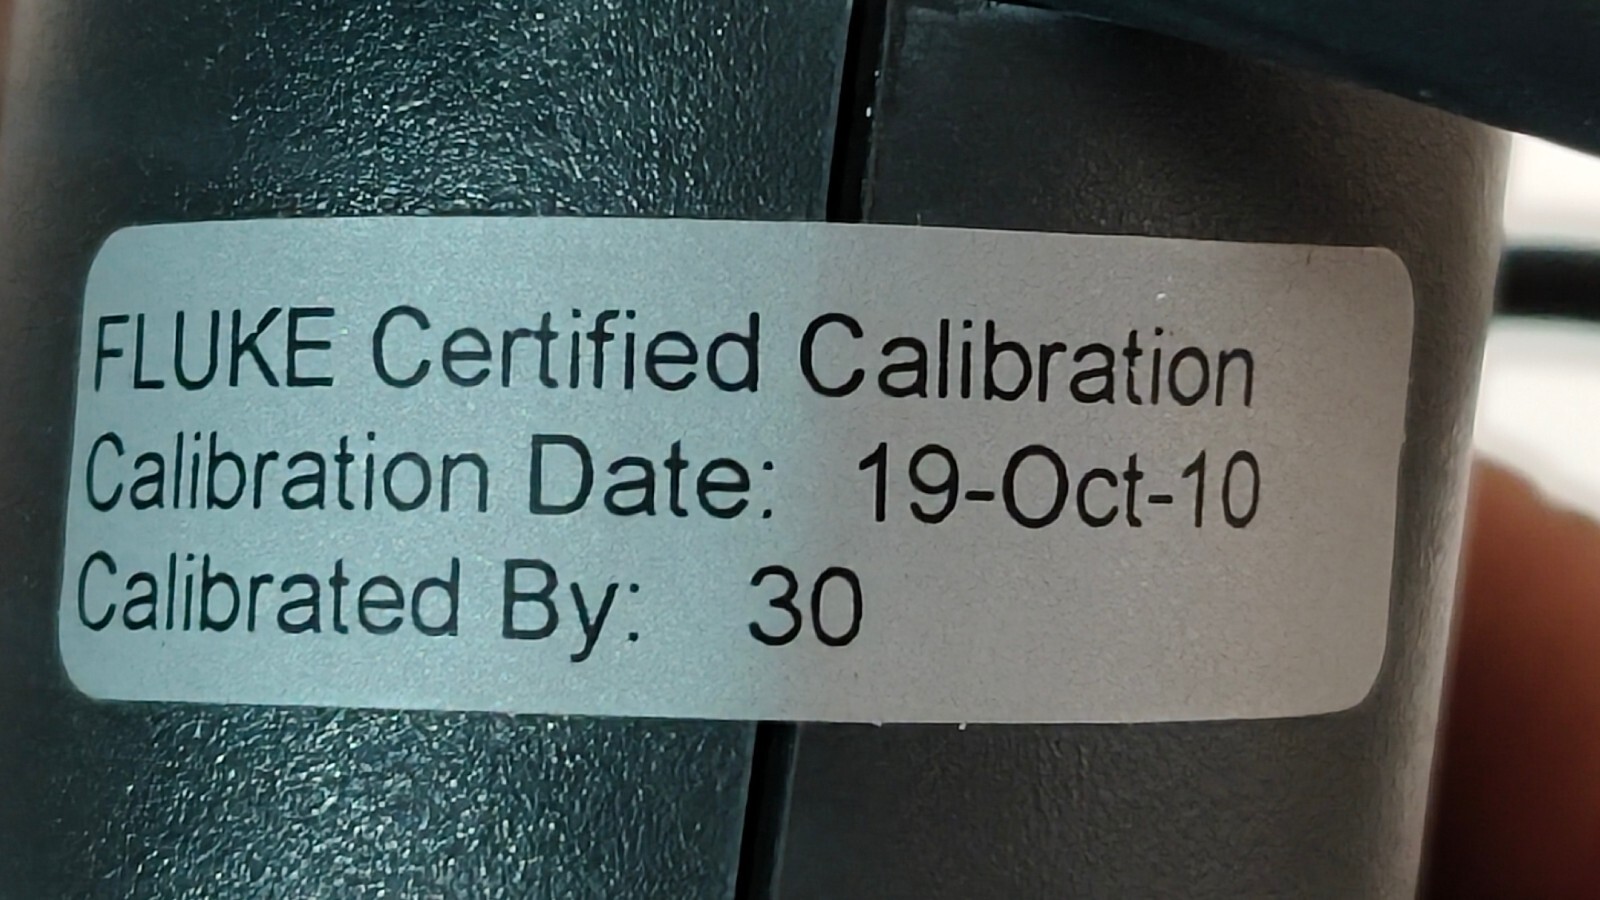 FLUKE Certified Calibration
Calibration Date: 19-Oct-10
Calibrated By: 30